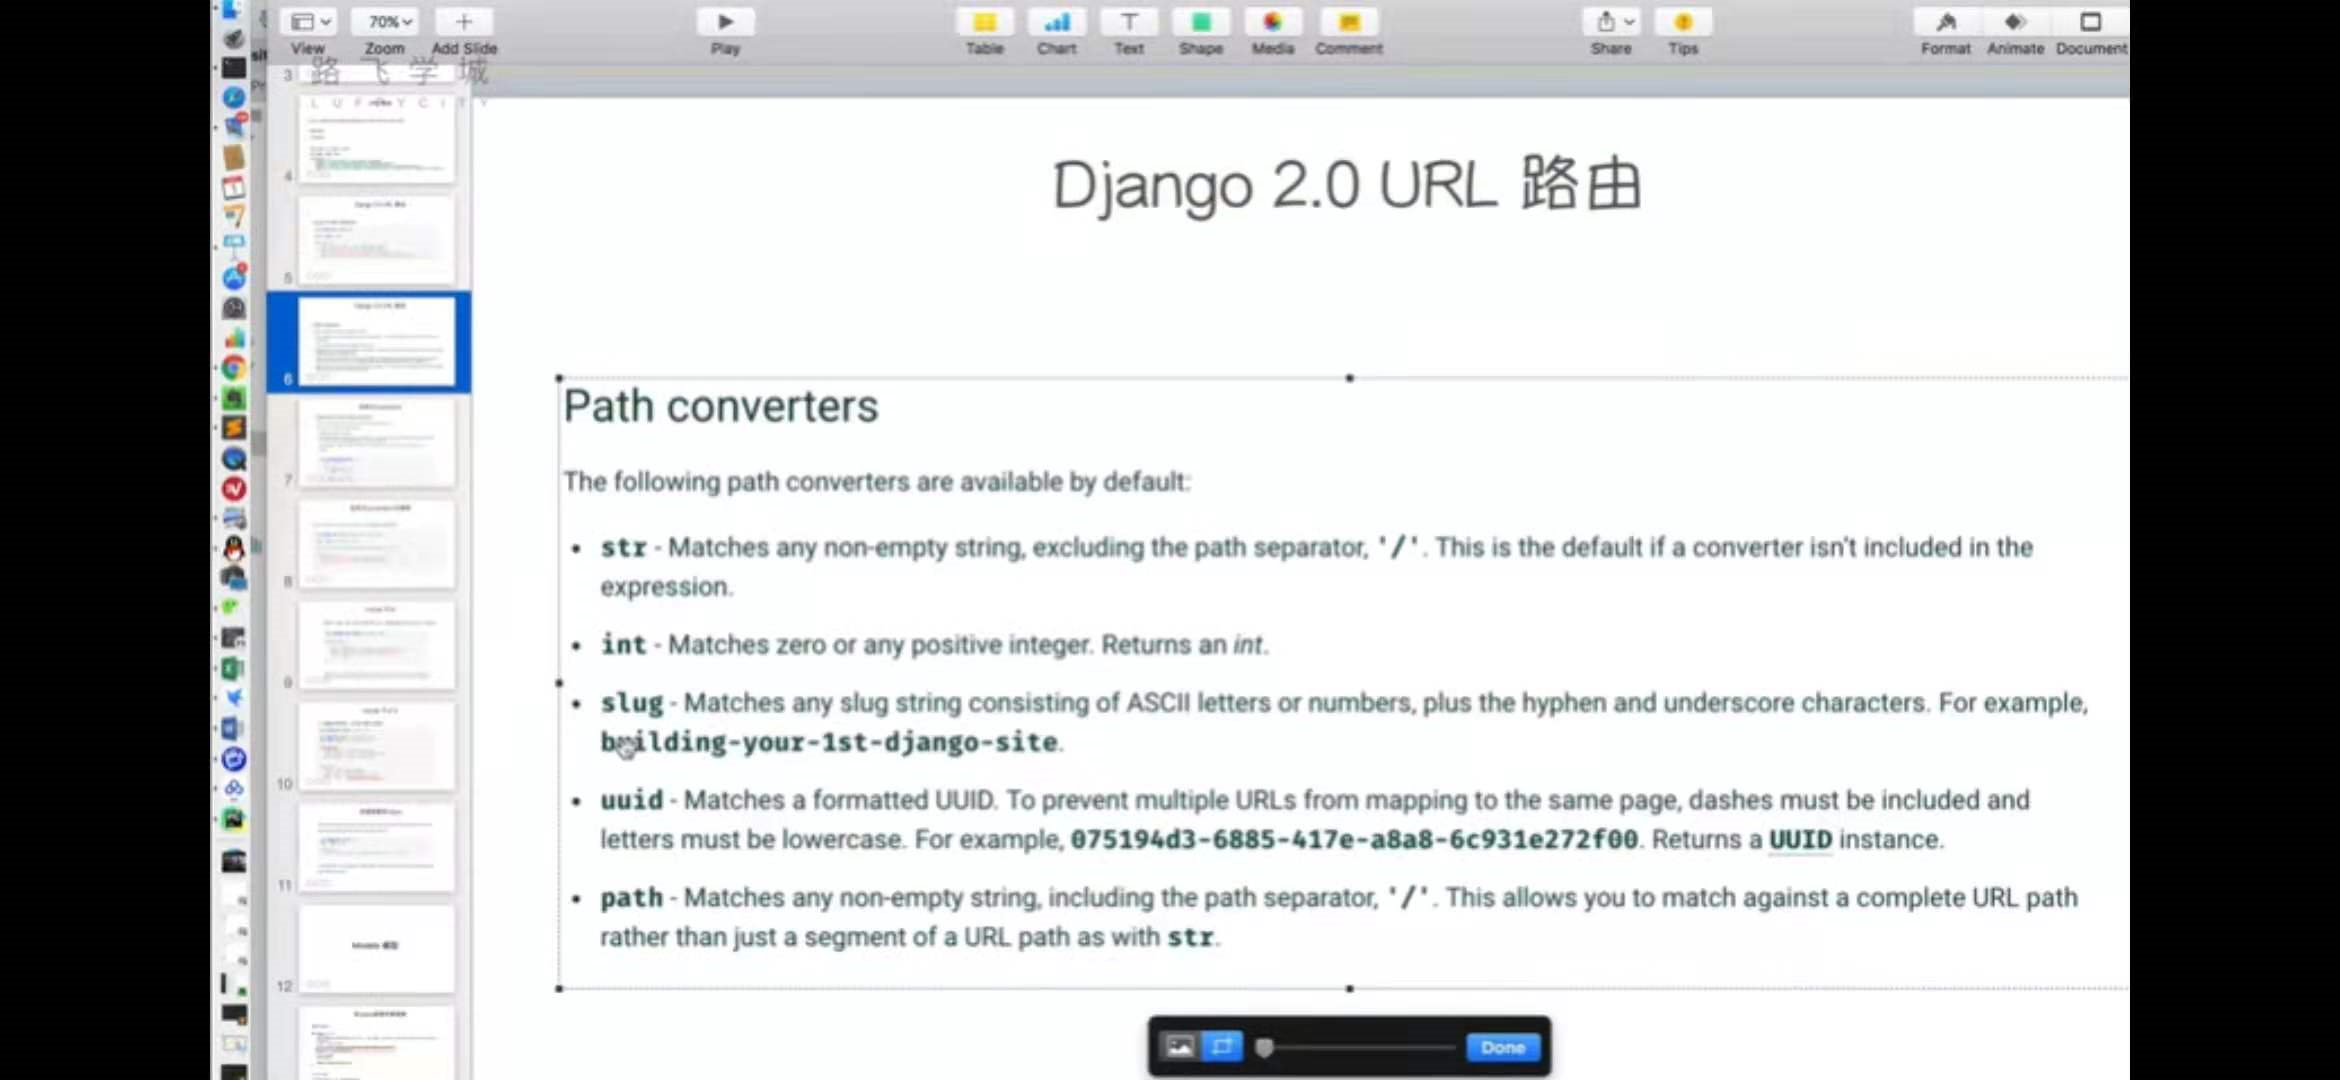 View
70%
Zoom
Add Slide
Play
Table
Chart
Text
Shape
Media
Comment
Share
Tips
Format
Animate
Document
路飞学城
3
4
5
6
7
8
9
10
11
12
Django 2.0 URL 路由
Path converters
The following path converters are available by default:
• str - Matches any non-empty string, excluding the path separator, '/'. This is the default if a converter isn't included in the
expression.
• int - Matches zero or any positive integer. Returns an int.
• slug - Matches any slug string consisting of ASCII letters or numbers, plus the hyphen and underscore characters. For example,
building-your-1st-django-site.
• uuid - Matches a formatted UUID. To prevent multiple URLs from mapping to the same page, dashes must be included and
letters must be lowercase. For example, 075194d3-6885-417e-a8a8-6c931e272f00. Returns a UUID instance.
• path - Matches any non-empty string, including the path separator, '/'. This allows you to match against a complete URL path
rather than just a segment of a URL path as with str.
Done